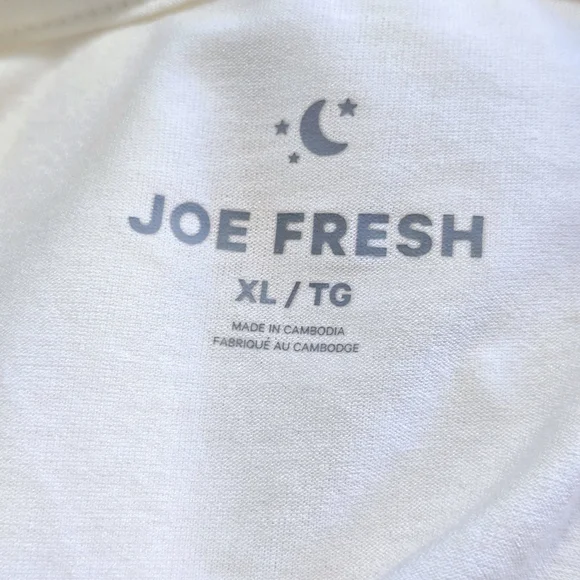 JOE FRESH
XL / TG
MADE IN CAMBODIA
FABRIQUÉ AU CAMBODGE